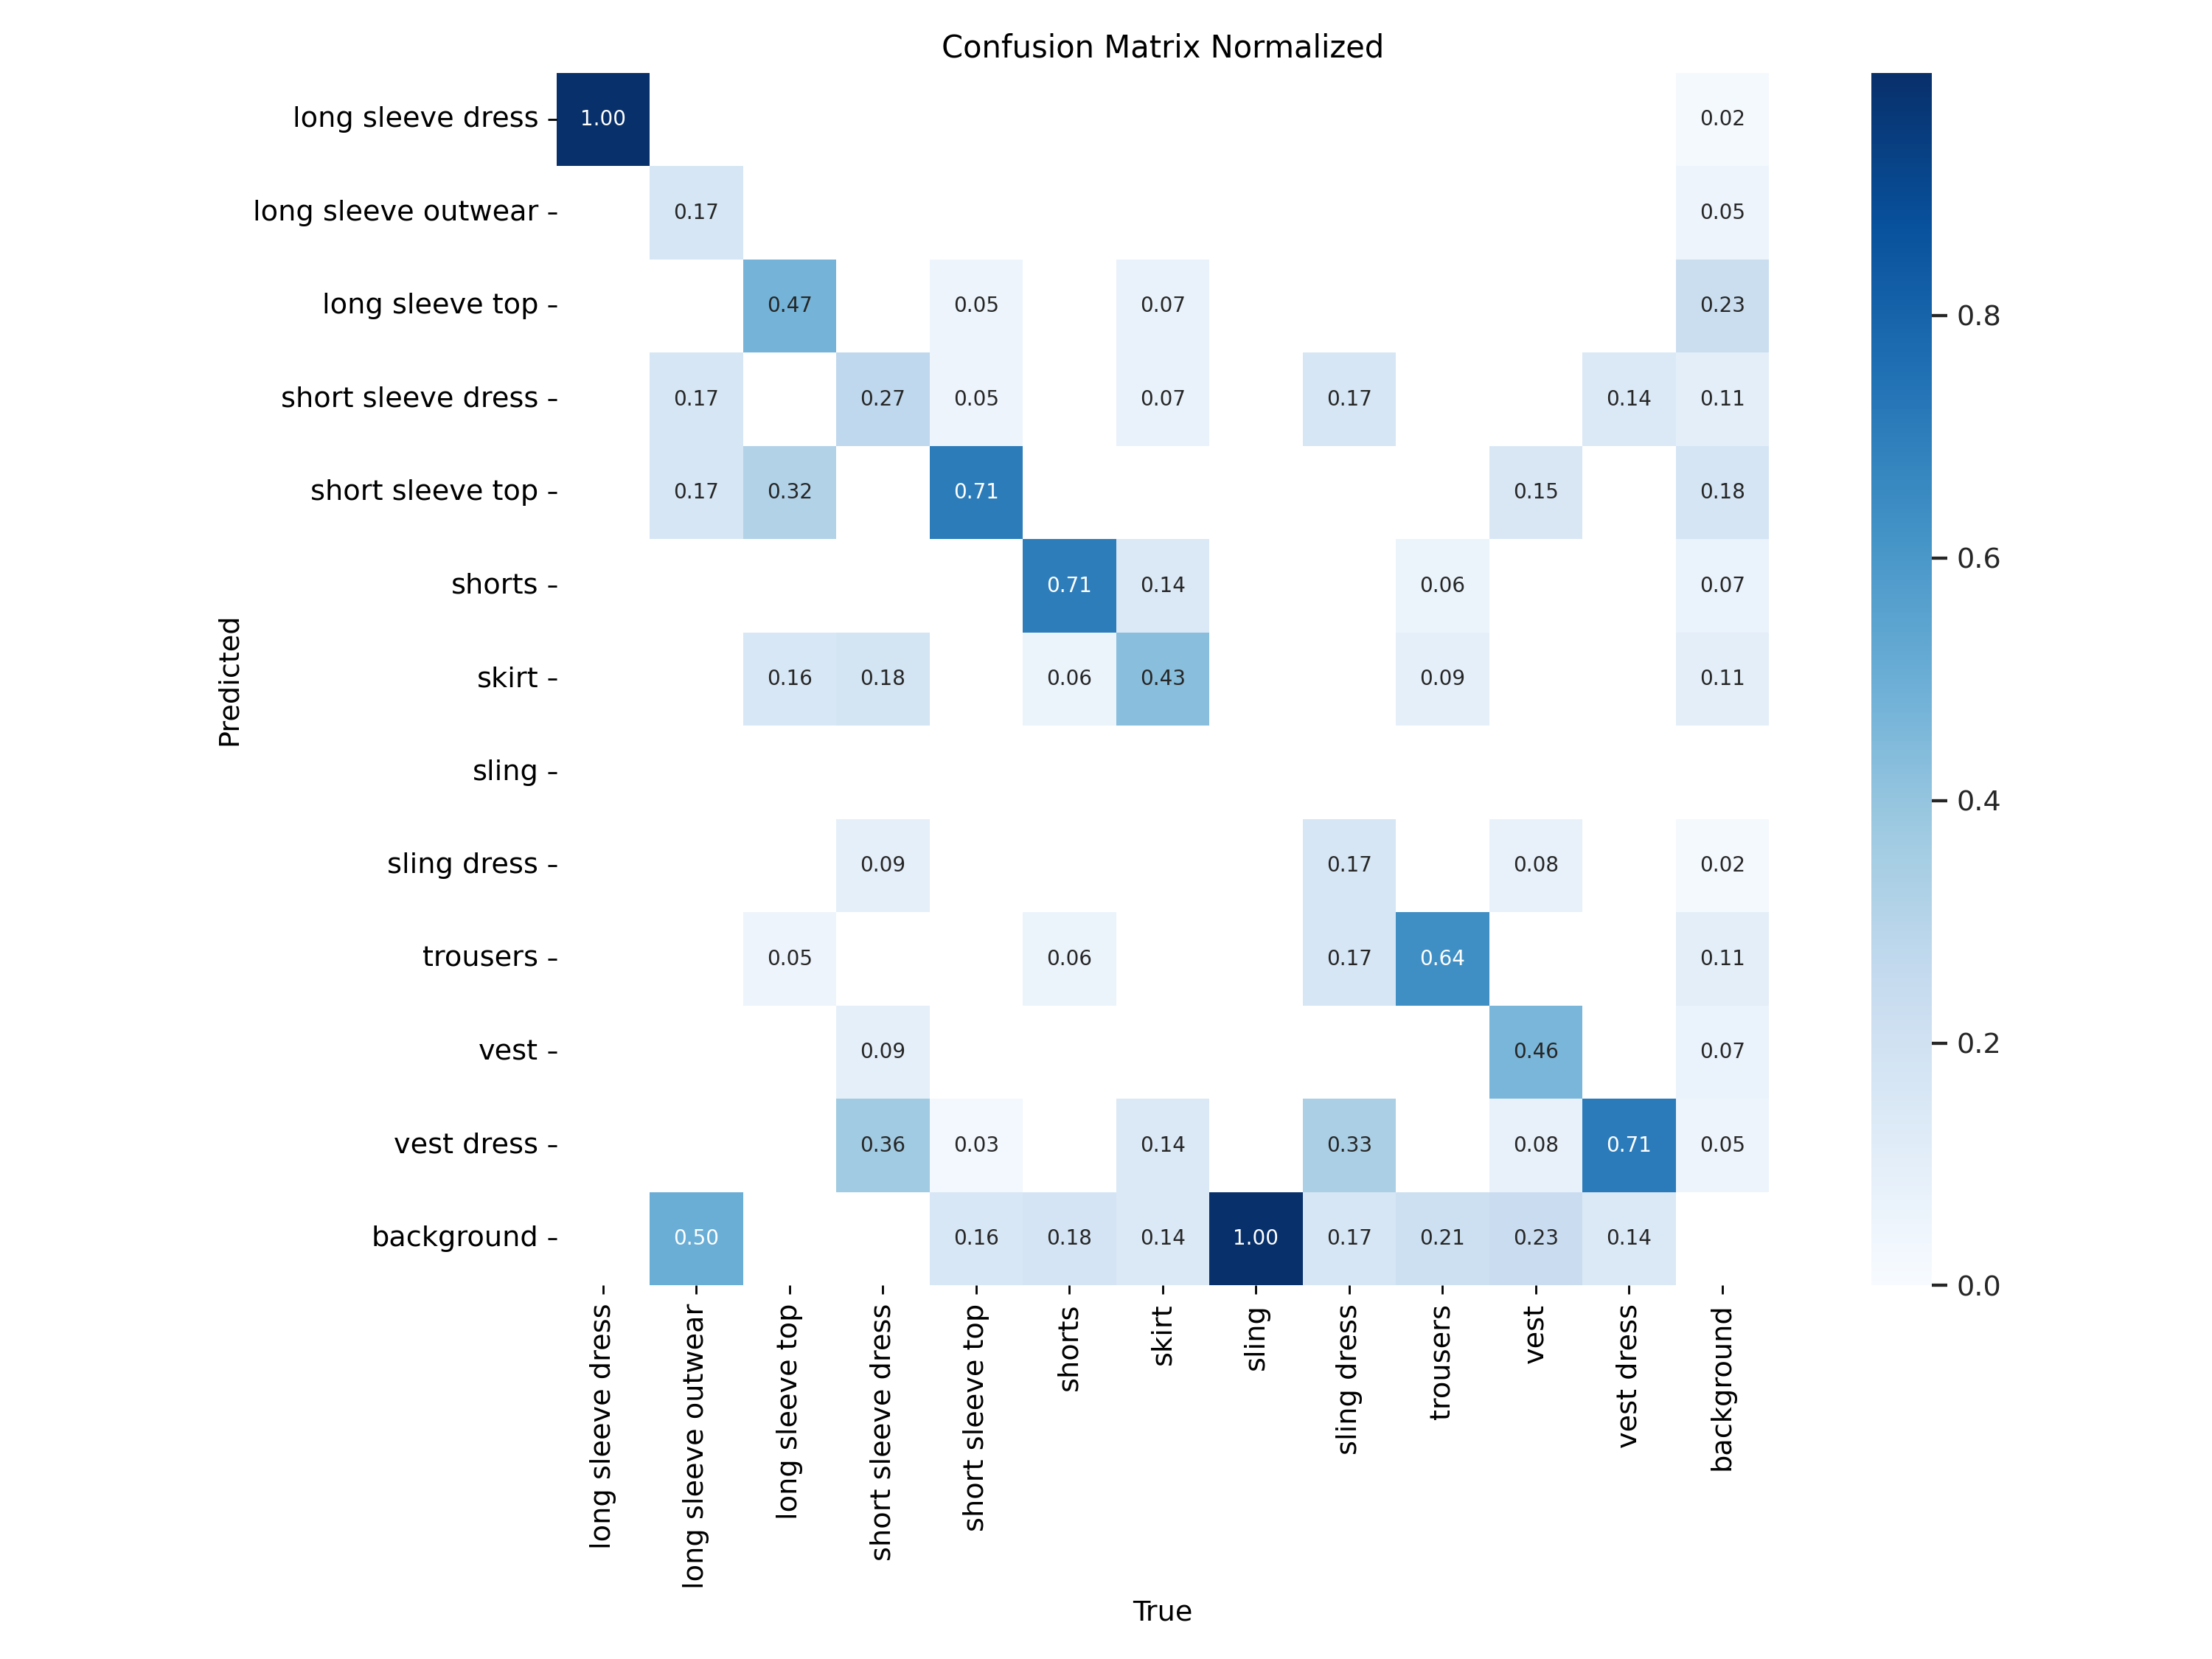 Confusion Matrix Normalized
long sleeve dress 1.00 0.02
long sleeve outwear 0.17 0.05
long sleeve top 0.47 0.05 0.07 0.23 0.8
short sleeve dress 0.17 0.27 0.05 0.07 0.17 0.14 0.11
short sleeve top 0.17 0.32 0.71 0.15 0.18
shorts 0.71 0.14 0.06 0.07 0.6
skirt 0.16 0.18 0.06 0.43 0.09 0.11
Predicted
sling 0.4
sling dress 0.09 0.17 0.08 0.02
trousers 0.05 0.06 0.17 0.64 0.11
vest 0.09 0.46 0.07 0.2
vest dress 0.36 0.03 0.14 0.33 0.08 0.71 0.05
background 0.50 0.16 0.18 0.14 1.00 0.17 0.21 0.23 0.14
0.0
long sleeve dress
long sleeve outwear
long sleeve top
short sleeve dress
short sleeve top
shorts
skirt
sling
sling dress
trousers
vest
vest dress
background
True